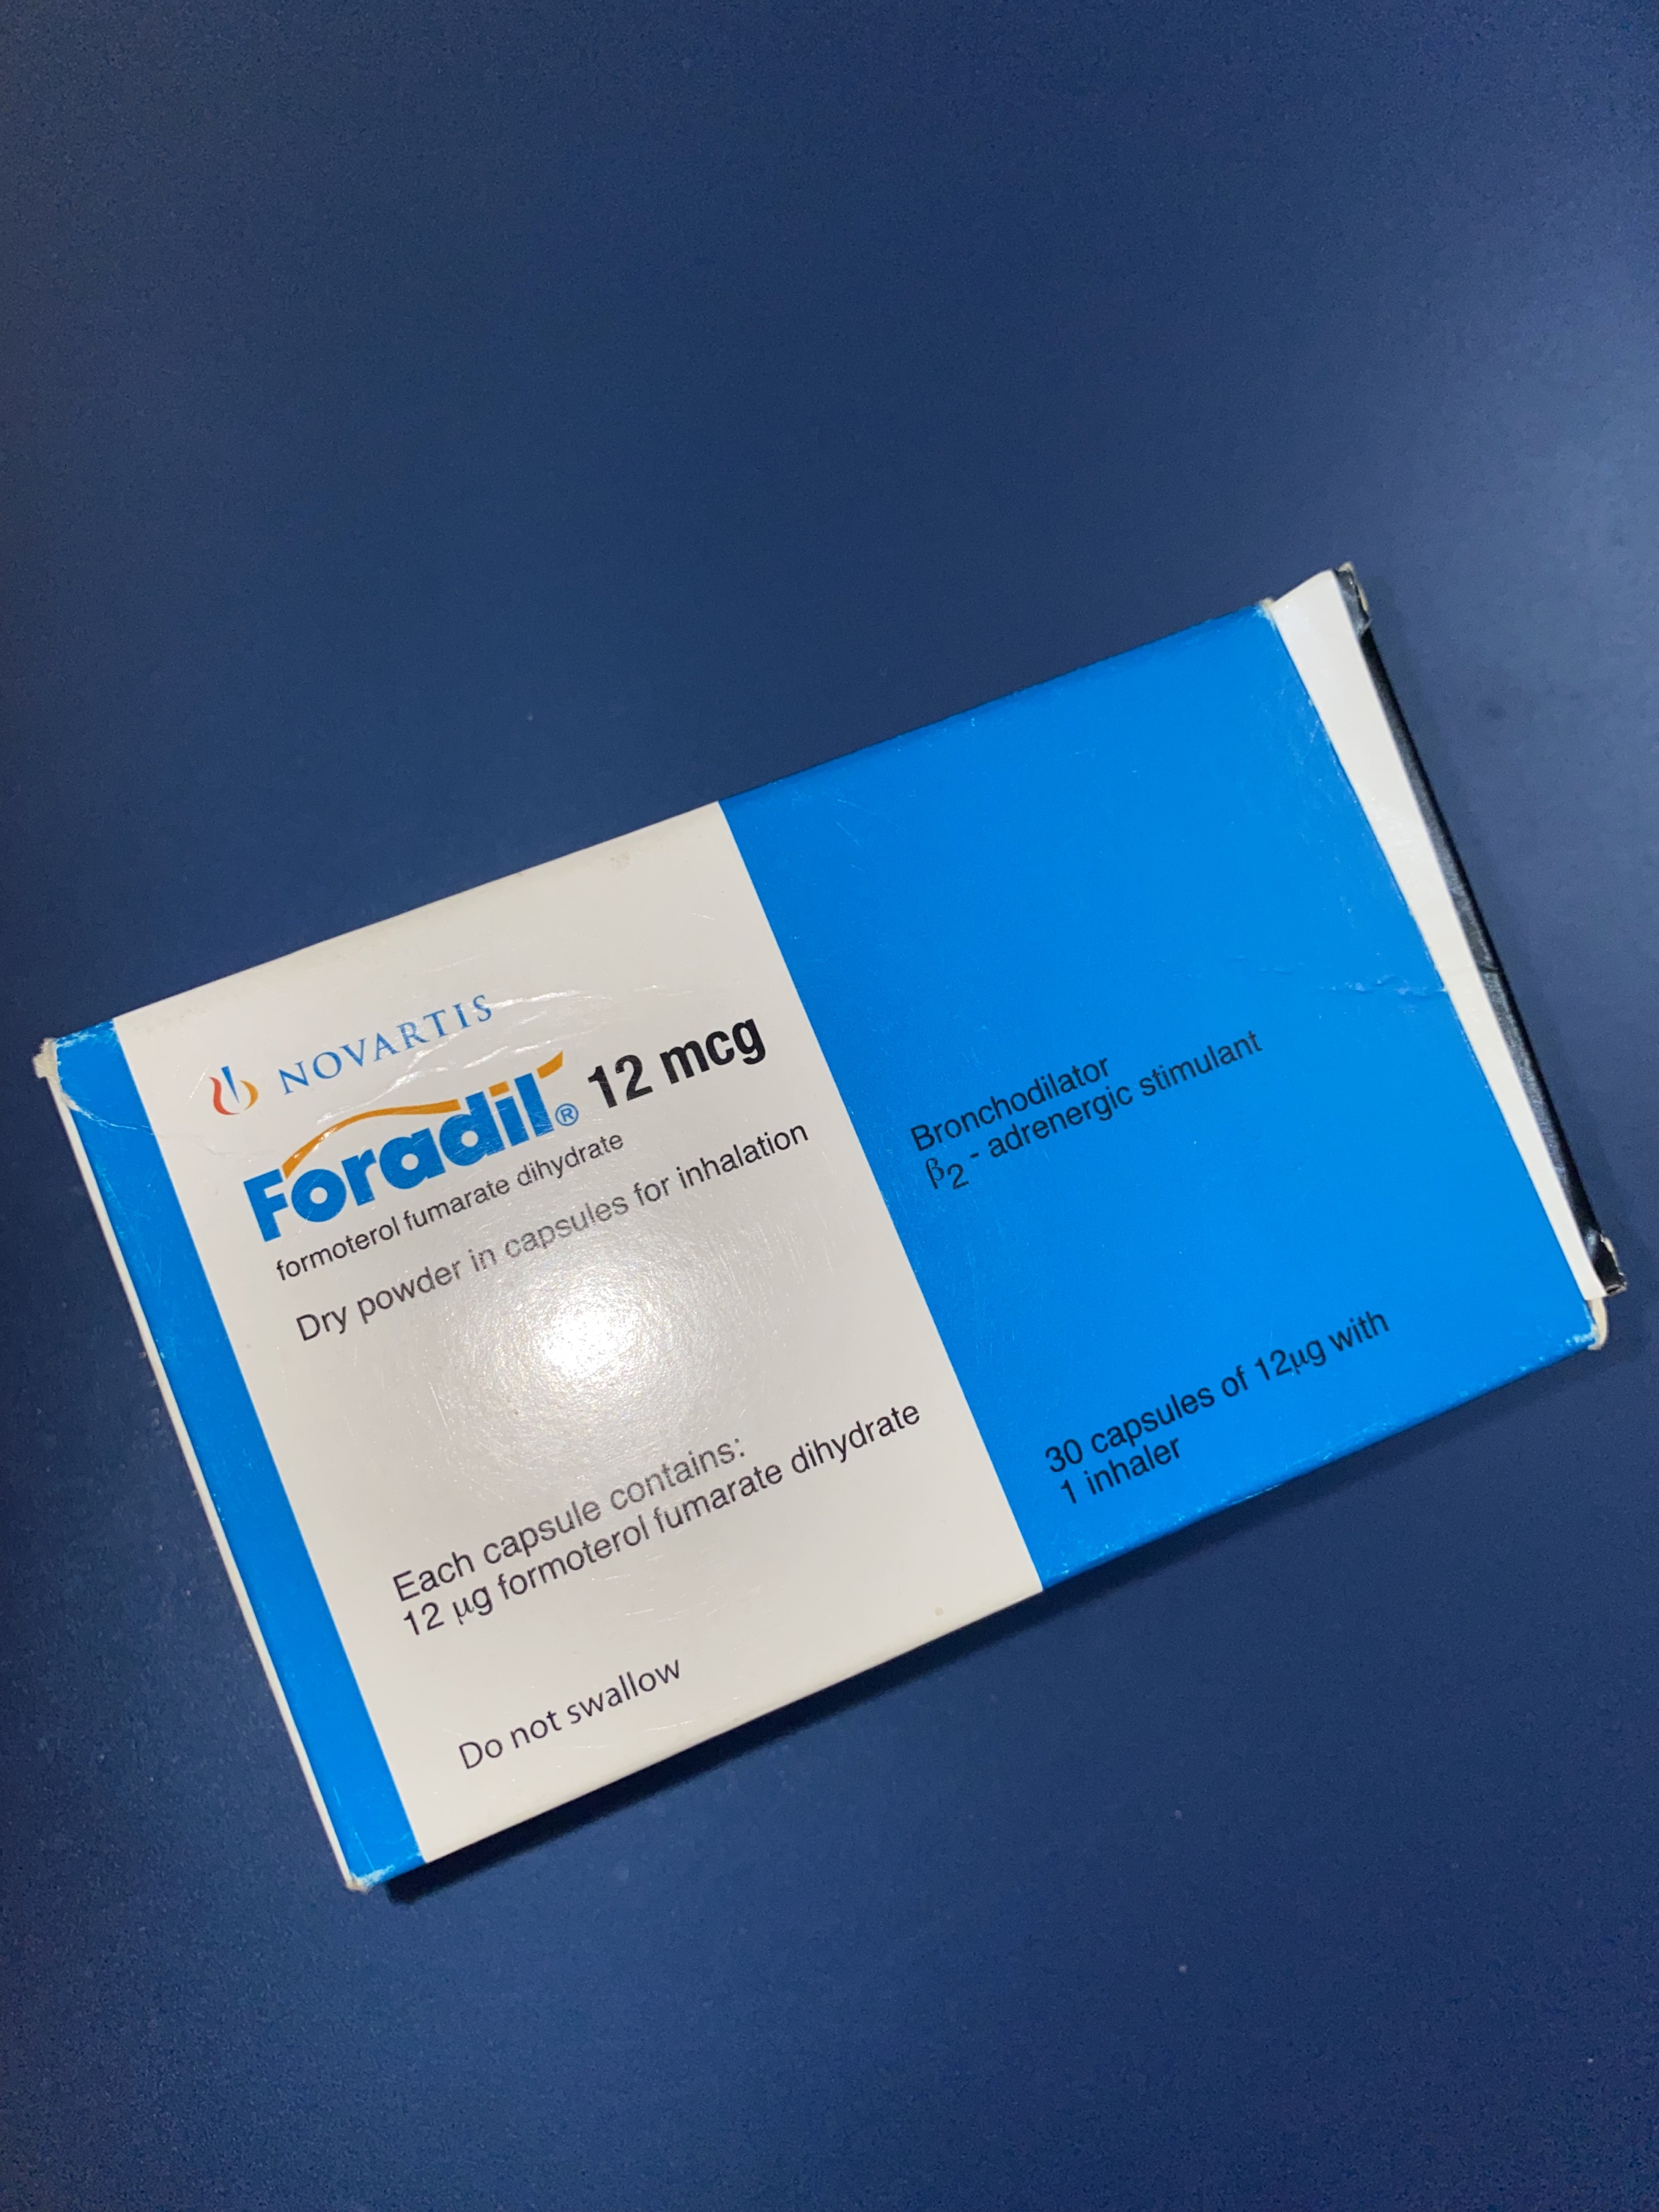 NOVARTIS
Foradil® 12 mcg
formoterol fumarate dihydrate
Dry powder in capsules for inhalation
Each capsule contains:
12 µg formoterol fumarate dihydrate
Do not swallow
Bronchodilator
β2 - adrenergic stimulant
30 capsules of 12µg with
1 inhaler